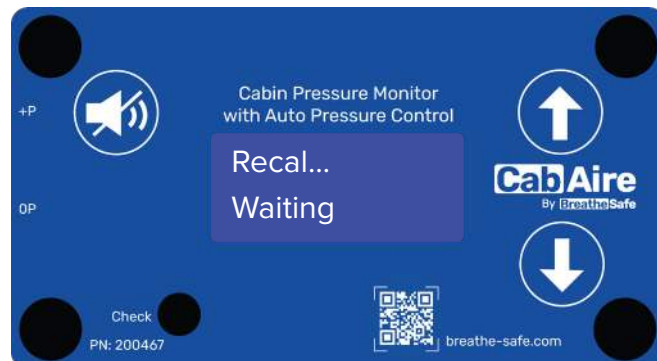 Cabin Pressure Monitor
with Auto Pressure Control
+P
Recal...
Waiting
CabAire
By BreatheSafe
0P
Check
PN: 200467
breathe-safe.com